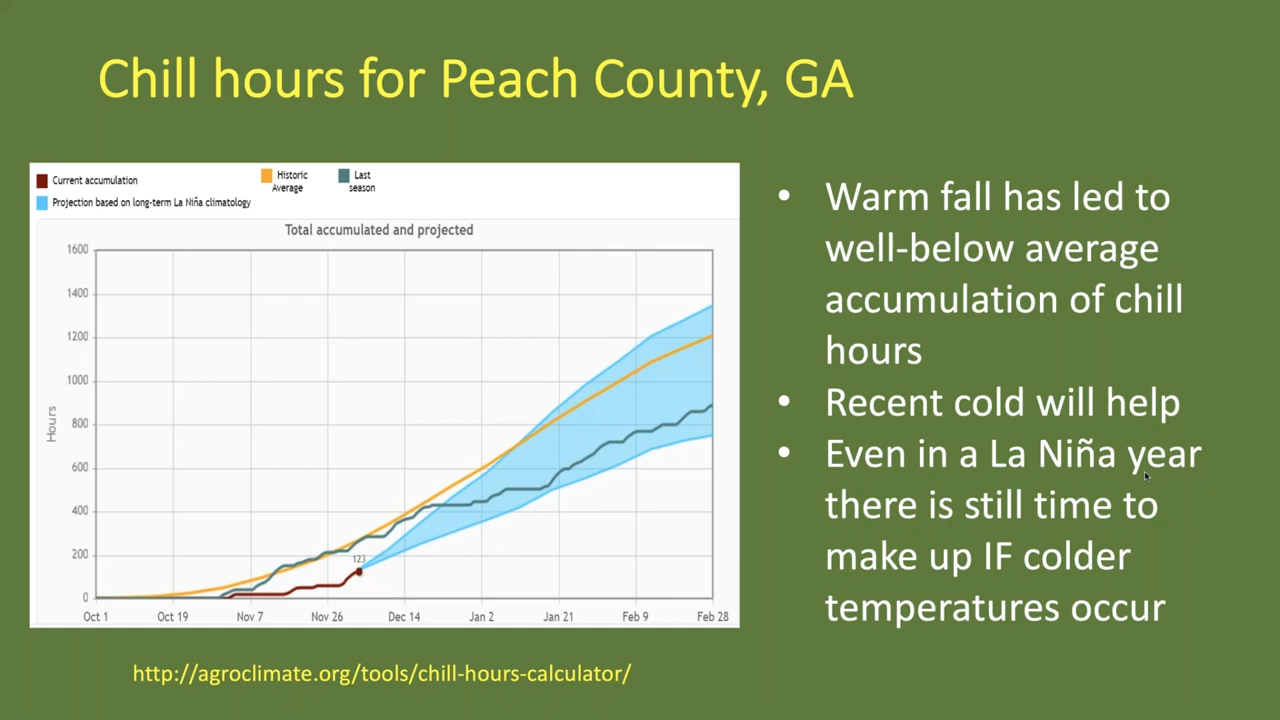 Chill hours for Peach County, GA
Current accumulation
Historic
Average
Last
season
Projection based on long-term La Niña climatology
Total accumulated and projected
1600
1400
1200
1000
800
600
400
200
0
Hours
123
Oct 1
Oct 19
Nov 7
Nov 26
Dec 14
Jan 2
Jan 21
Feb 9
Feb 28
• Warm fall has led to
well-below average
accumulation of chill
hours
• Recent cold will help
• Even in a La Niña year
there is still time to
make up IF colder
temperatures occur
http://agroclimate.org/tools/chill-hours-calculator/